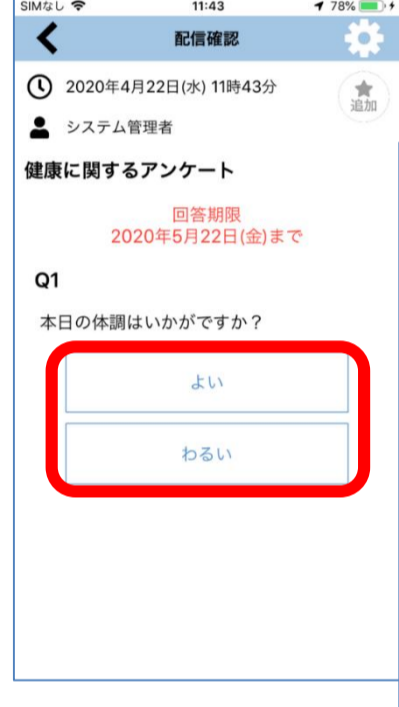 SIMなし 11:43 78%
配信確認
2020年4月22日(水) 11時43分
追加
システム管理者
健康に関するアンケート
回答期限
2020年5月22日(金)まで
Q1
本日の体調はいかがですか？
よい
わるい